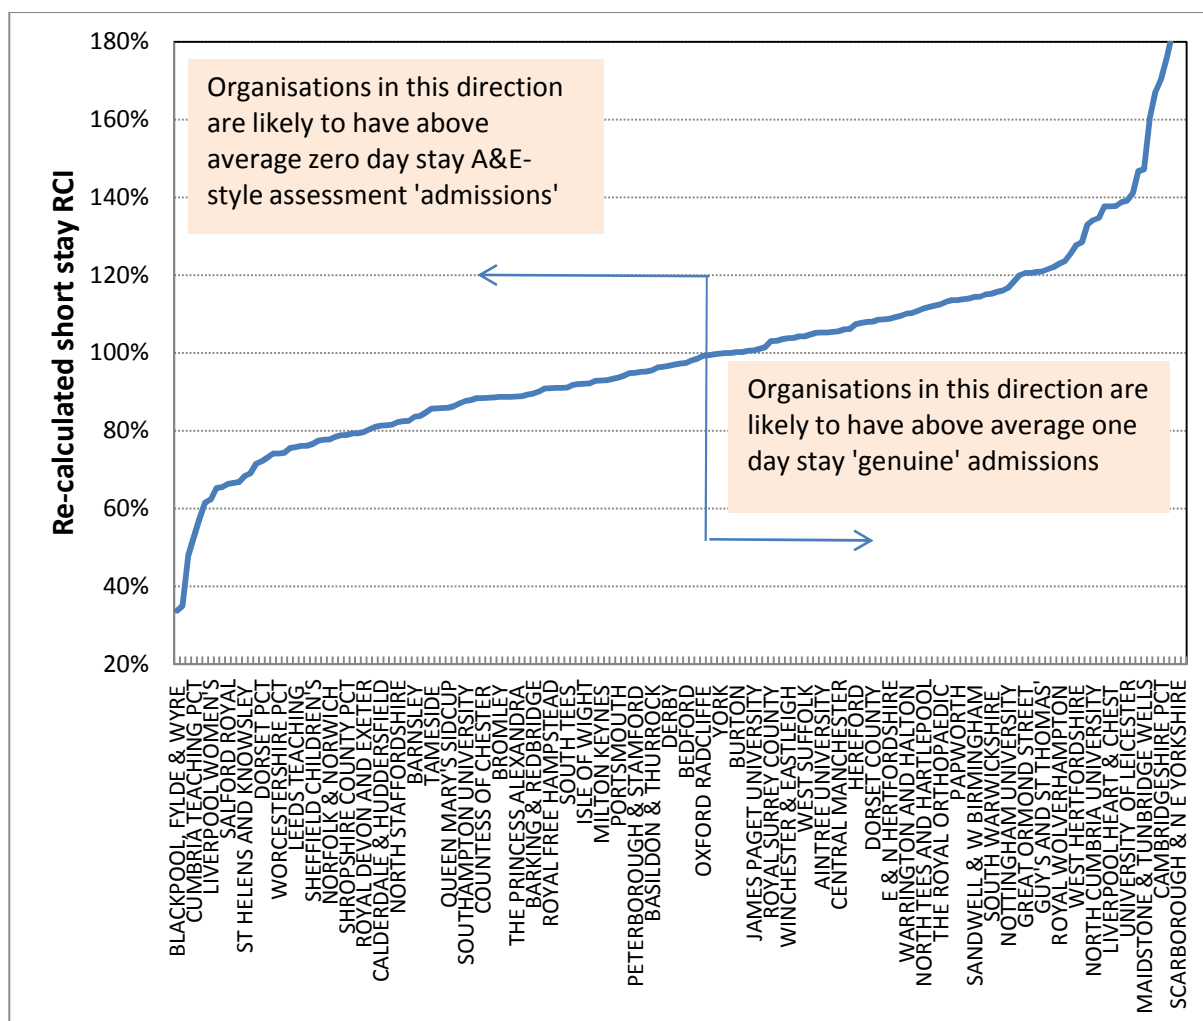 180%
160%
140%
120%
100%
80%
60%
40%
20%
Re-calculated short stay RCI
Organisations in this direction
are likely to have above
average zero day stay A&E-
style assessment 'admissions'
Organisations in this direction are
likely to have above average one
day stay 'genuine' admissions
BLACKPOOL, FYLDE & WYRE
CUMBRIA TEACHING PCT
LIVERPOOL WOMEN'S
SALFORD ROYAL
ST HELENS AND KNOWSLEY
DORSET PCT
WORCESTERSHIRE PCT
LEEDS TEACHING
SHEFFIELD CHILDREN'S
NORFOLK & NORWICH
SHROPSHIRE COUNTY PCT
ROYAL DEVON AND EXETER
CALDERDALE & HUDDERSFIELD
NORTH STAFFORDSHIRE
BARNSLEY
TAMESIDE
QUEEN MARY'S SIDCUP
SOUTHAMPTON UNIVERSITY
COUNTESS OF CHESTER
BROMLEY
THE PRINCESS ALEXANDRA
BARKING & REDBRIDGE
ROYAL FREE HAMPSTEAD
SOUTH TEES
ISLE OF WIGHT
MILTON KEYNES
PORTSMOUTH
PETERBOROUGH & STAMFORD
BASILDON & THURROCK
DERBY
BEDFORD
OXFORD RADCLIFFE
YORK
BURTON
JAMES PAGET UNIVERSITY
ROYAL SURREY COUNTY
WINCHESTER & EASTLEIGH
WEST SUFFOLK
AINTREE UNIVERSITY
CENTRAL MANCHESTER
HEREFORD
DORSET COUNTY
E & N HERTFORDSHIRE
WARRINGTON AND HALTON
NORTH TEES AND HARTLEPOOL
THE ROYAL ORTHOPAEDIC
PAPWORTH
SANDWELL & W BIRMINGHAM
SOUTH WARWICKSHIRE
NOTTINGHAM UNIVERSITY
GREAT ORMOND STREET
GUY'S AND ST THOMAS'
ROYAL WOLVERHAMPTON
WEST HERTFORDSHIRE
NORTH CUMBRIA UNIVERSITY
LIVERPOOL HEART & CHEST
UNIVERSITY OF LEICESTER
MAIDSTONE & TUNBRIDGE WELLS
CAMBRIDGESHIRE PCT
SCARBOROUGH & N E YORKSHIRE